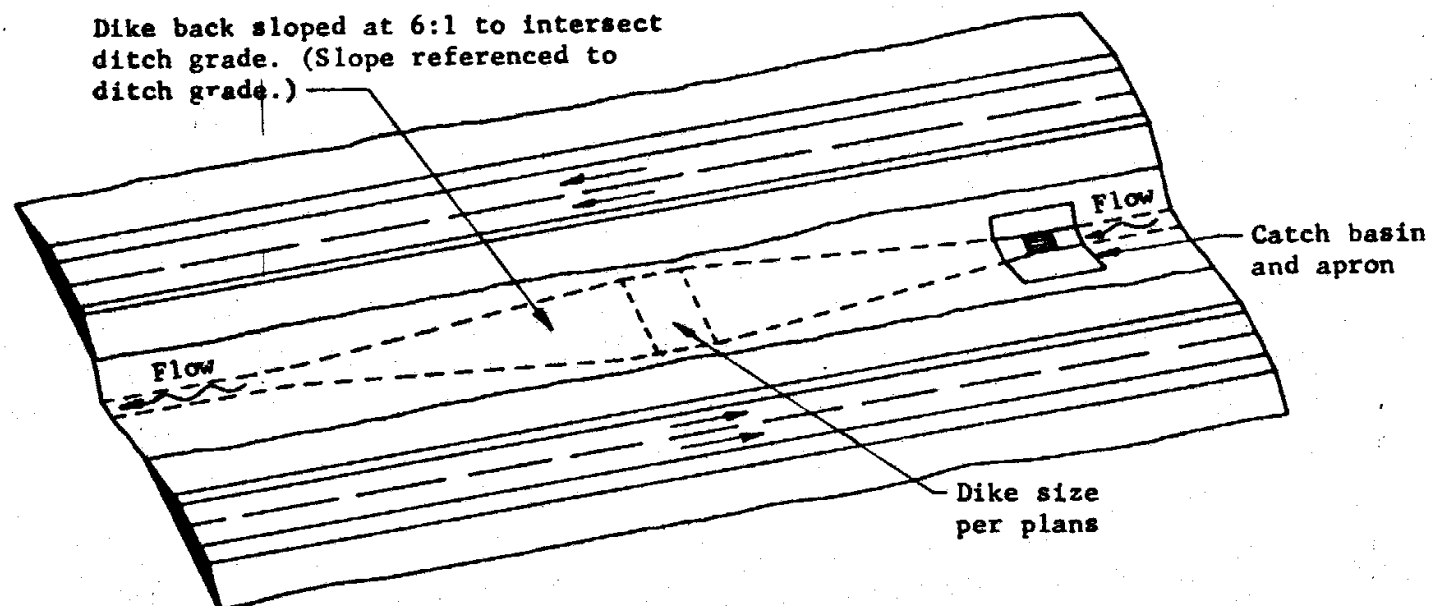 Dike back sloped at 6:1 to intersect
ditch grade. (Slope referenced to
ditch grade.)
Flow
Catch basin
and apron
Flow
Dike size
per plans